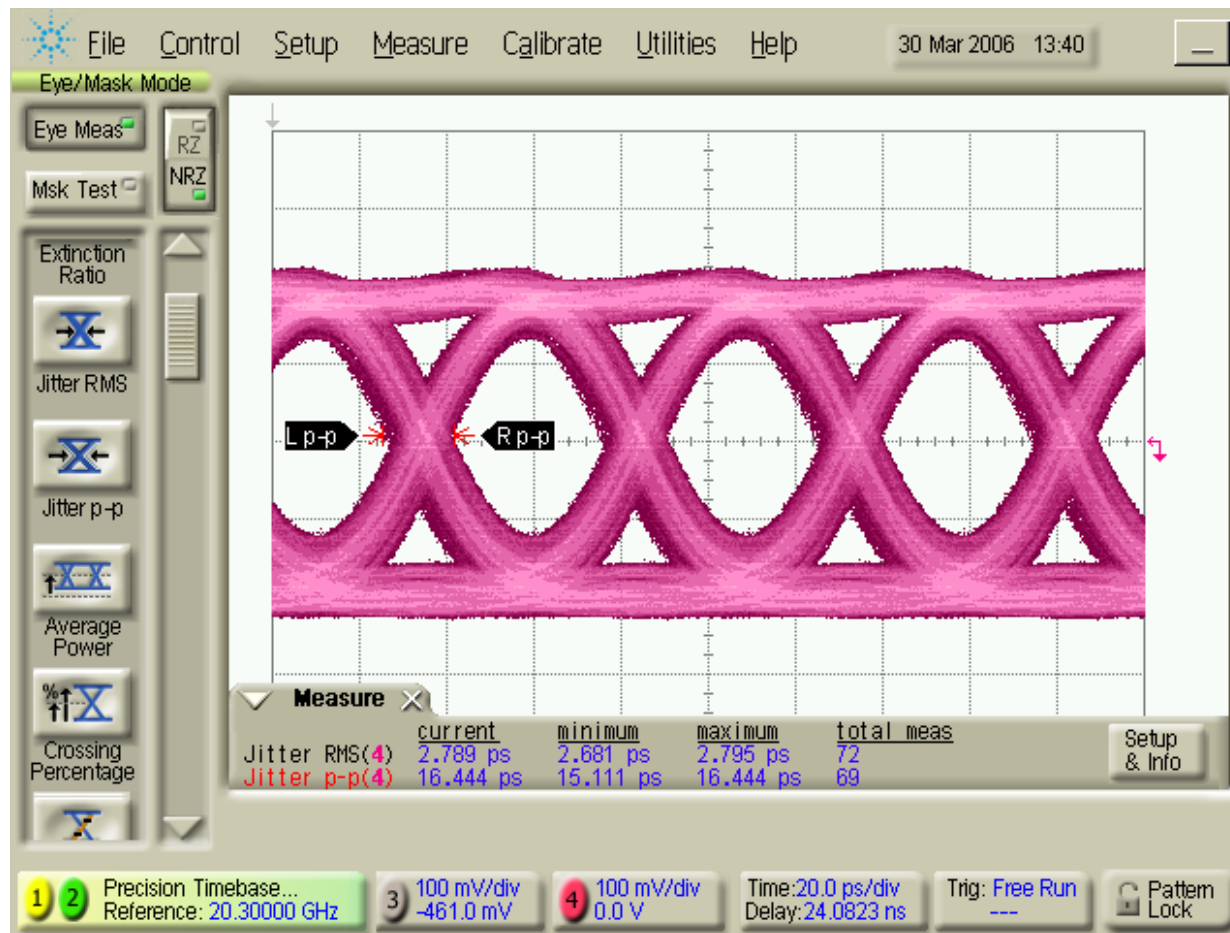 File Control Setup Measure Calibrate Utilities Help 30 Mar 2006 13:40
Eye/Mask Mode
Eye Meas
RZ
NRZ
Msk Test
Extinction
Ratio
Jitter RMS
Jitter p-p
Average
Power
Crossing
Percentage
L p-p
R p-p
Measure
current minimum maximum total meas
Jitter RMS(4) 2.789 ps 2.681 ps 2.795 ps 72
Jitter p-p(4) 16.444 ps 15.111 ps 16.444 ps 69
Setup
& Info
1 2 Precision Timebase...
Reference: 20.30000 GHz
3 100 mV/div
-461.0 mV
4 100 mV/div
0.0 V
Time:20.0 ps/div
Delay:24.0823 ns
Trig: Free Run
---
Pattern
Lock